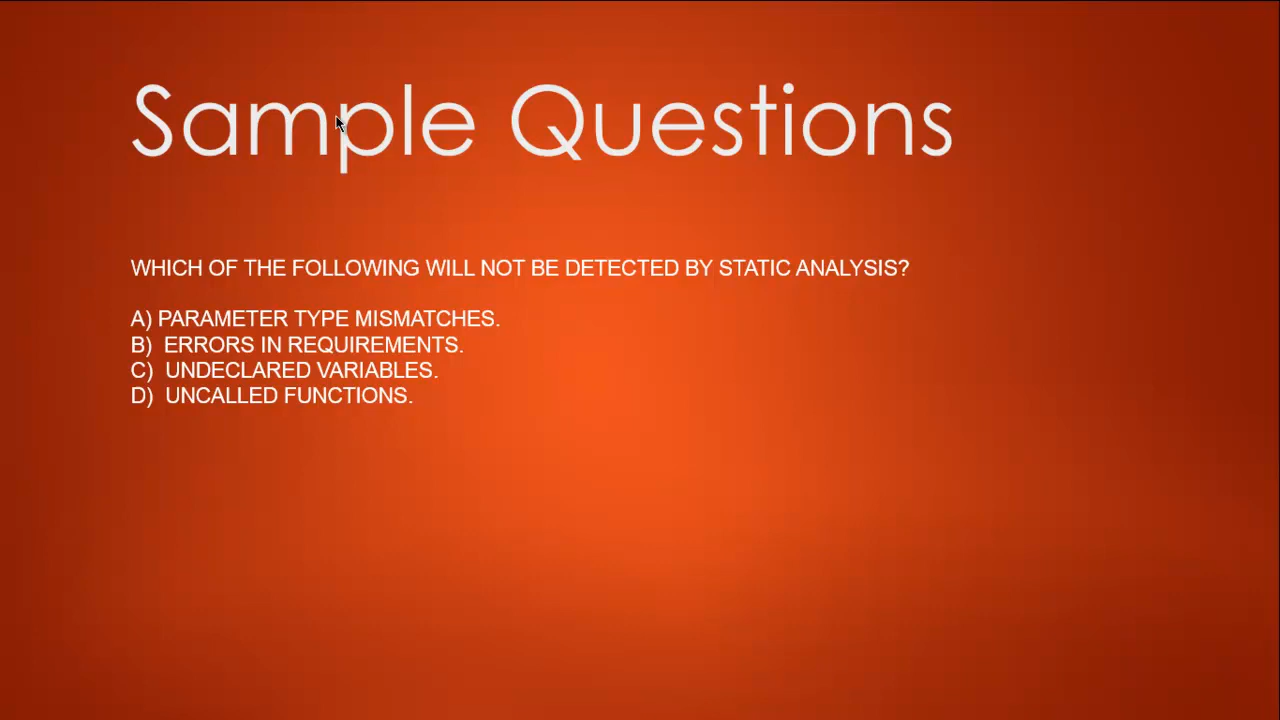 Sample Questions
WHICH OF THE FOLLOWING WILL NOT BE DETECTED BY STATIC ANALYSIS?
A) PARAMETER TYPE MISMATCHES.
B) ERRORS IN REQUIREMENTS.
C) UNDECLARED VARIABLES.
D) UNCALLED FUNCTIONS.